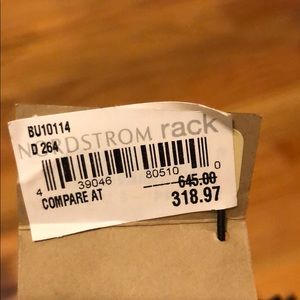 BU10114
D 264
NORDSTROM rack
4 39046 80510 0
COMPARE AT 645.00
318.97